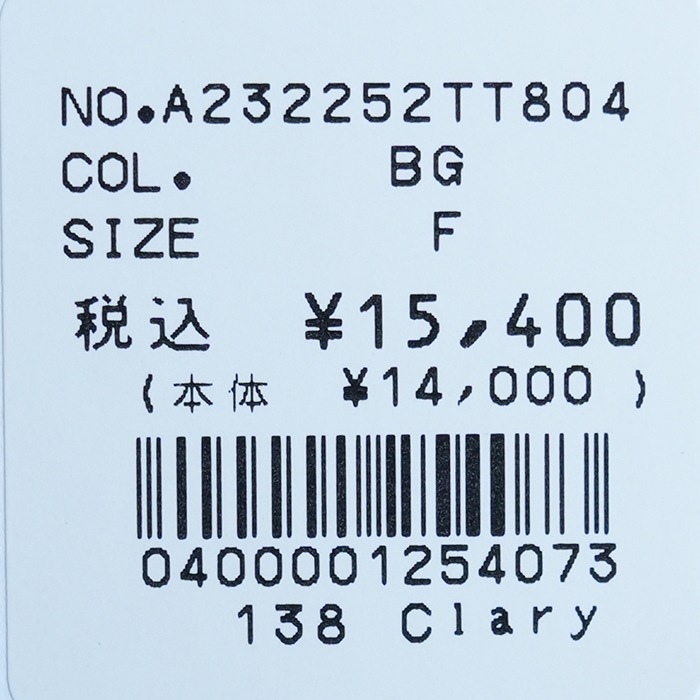 NO.A232252TT804
COL. BG
SIZE F
税込 ¥15,400
(本体 ¥14,000)
0400001254073
138 Clary